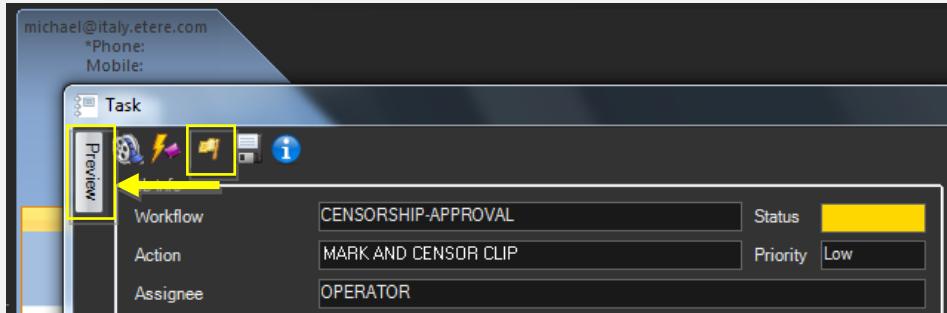 michael@italy.etere.com
*Phone:
Mobile:
Task
Preview
Workflow CENSORSHIP-APPROVAL Status
Action MARK AND CENSOR CLIP Priority Low
Assignee OPERATOR